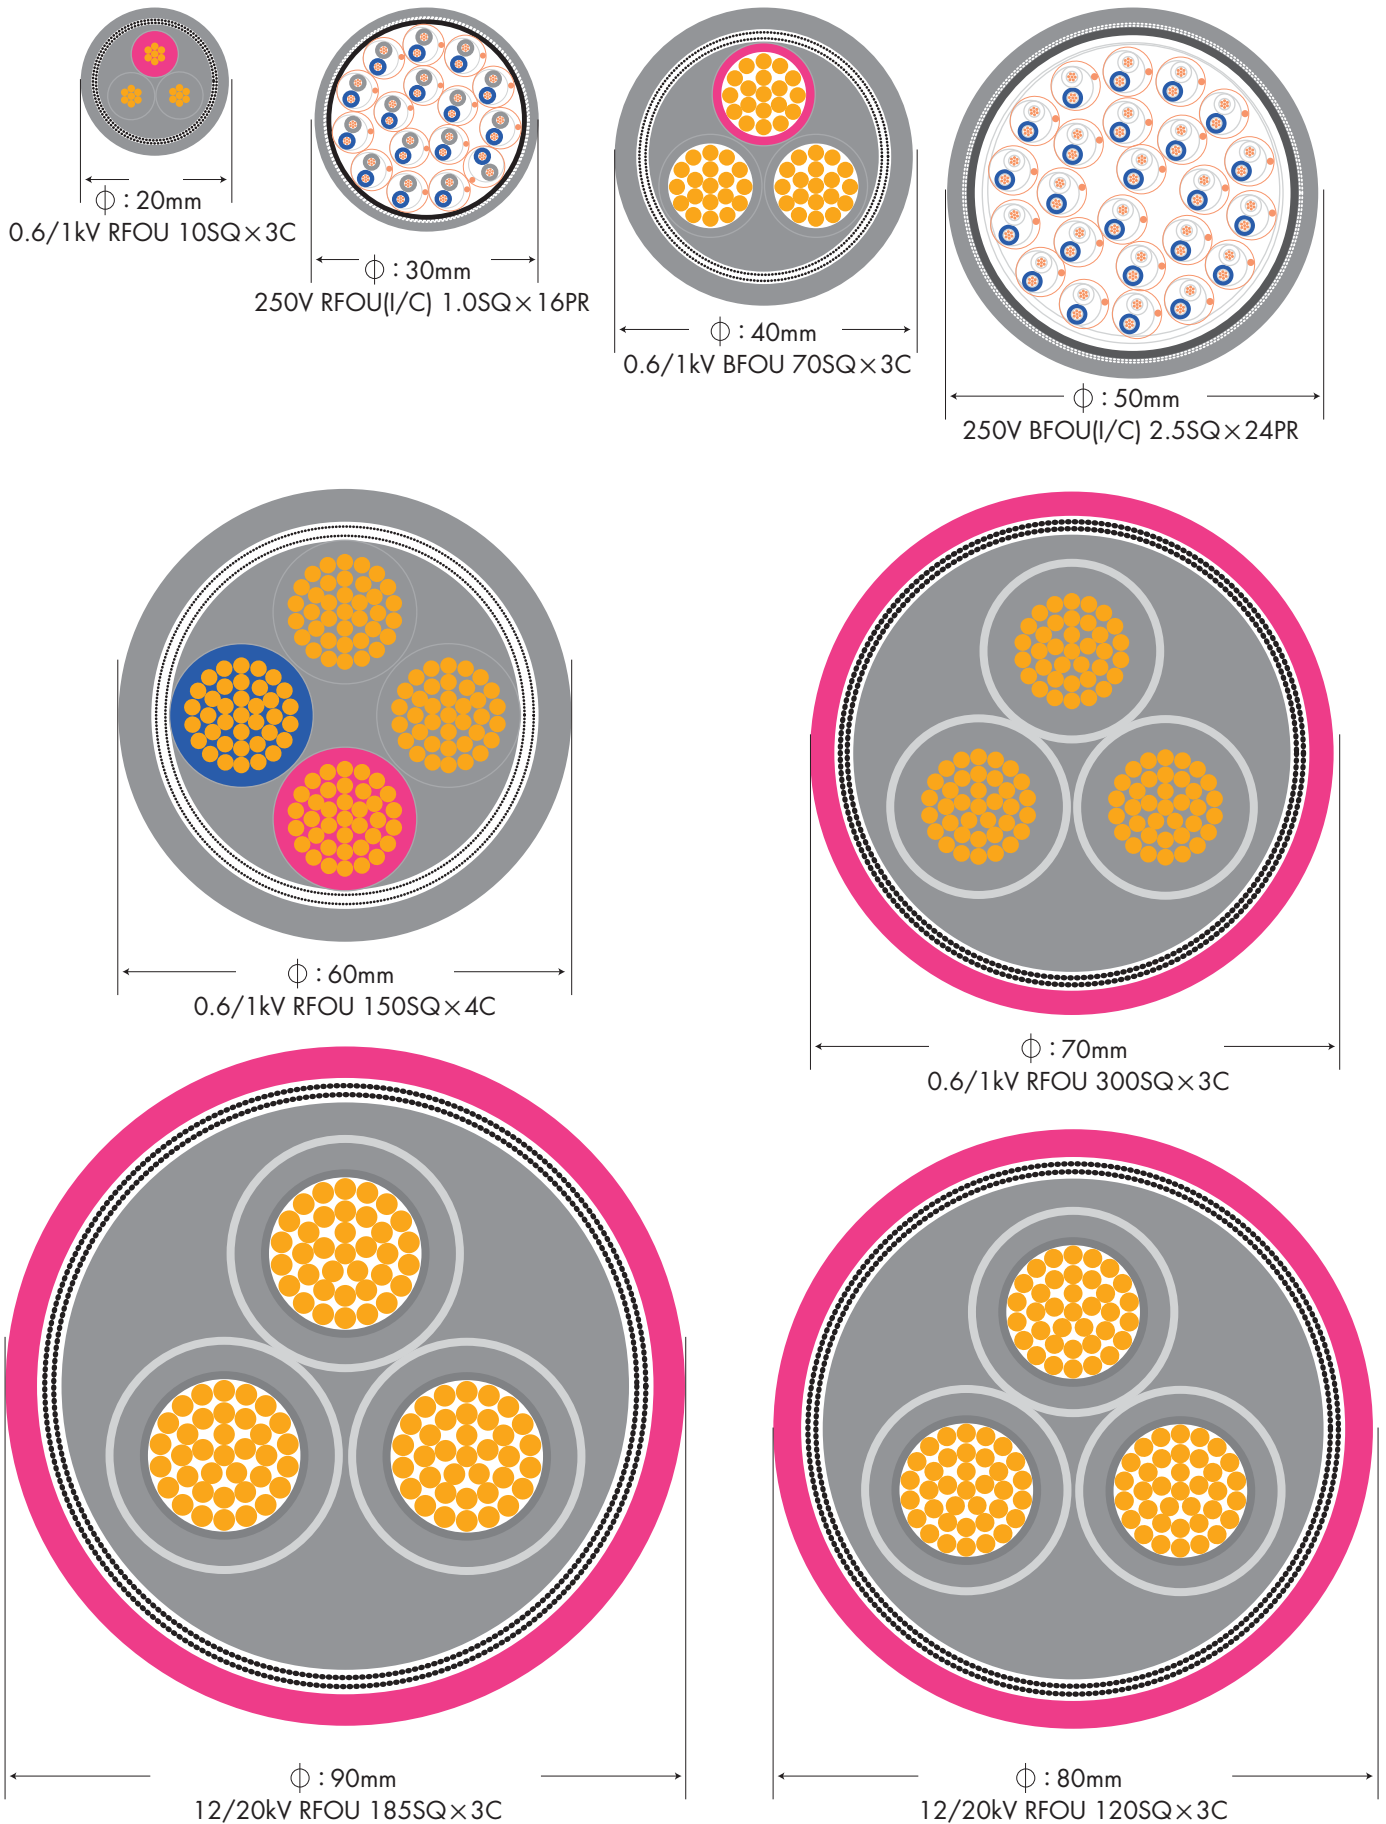 ϕ : 20mm
0.6/1kV RFOU 10SQ×3C
ϕ : 30mm
250V RFOU(I/C) 1.0SQ×16PR
ϕ : 40mm
0.6/1kV BFOU 70SQ×3C
ϕ : 50mm
250V BFOU(I/C) 2.5SQ×24PR
ϕ : 60mm
0.6/1kV RFOU 150SQ×4C
ϕ : 70mm
0.6/1kV RFOU 300SQ×3C
ϕ : 90mm
12/20kV RFOU 185SQ×3C
ϕ : 80mm
12/20kV RFOU 120SQ×3C